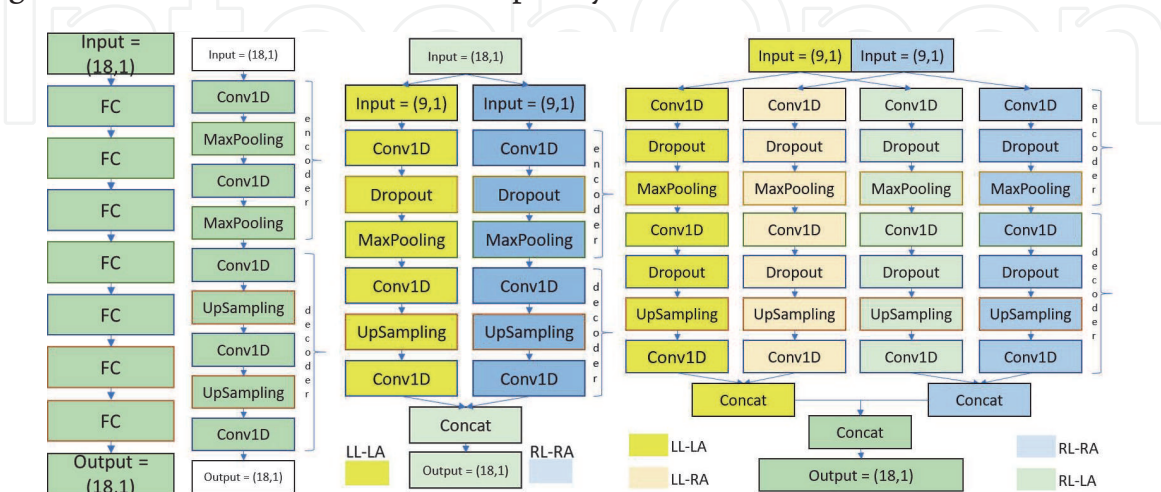 Input =
(18,1)
FC
FC
FC
FC
FC
FC
FC
Output =
(18,1)
Input = (18,1)
Conv1D
MaxPooling
Conv1D
MaxPooling
Conv1D
UpSampling
Conv1D
UpSampling
Conv1D
Output = (18,1)
encoder
decoder
Input = (18,1)
Input = (9,1) Input = (9,1)
Conv1D Conv1D
Dropout Dropout
MaxPooling MaxPooling
Conv1D Conv1D
UpSampling UpSampling
Conv1D Conv1D
encoder
decoder
Concat
LL-LA RL-RA
Output = (18,1)
Input = (9,1) Input = (9,1)
Conv1D Conv1D Conv1D Conv1D
Dropout Dropout Dropout Dropout
MaxPooling MaxPooling MaxPooling MaxPooling
Conv1D Conv1D Conv1D Conv1D
Dropout Dropout Dropout Dropout
UpSampling UpSampling UpSampling UpSampling
Conv1D Conv1D Conv1D Conv1D
encoder
decoder
Concat Concat
Concat
Output = (18,1)
LL-LA RL-RA
LL-RA RL-LA